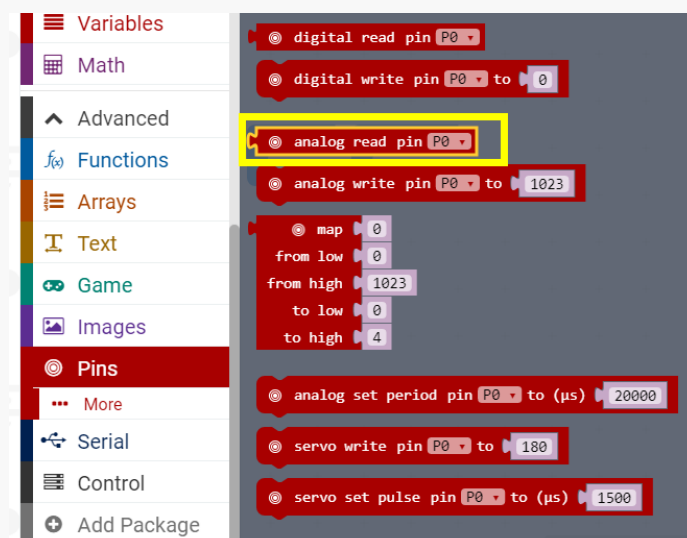 Variables
Math
Advanced
Functions
Arrays
Text
Game
Images
Pins
More
Serial
Control
Add Package
digital read pin P0
digital write pin P0 to 0
analog read pin P0
analog write pin P0 to 1023
map 0
from low 0
from high 1023
to low 0
to high 4
analog set period pin P0 to (µs) 20000
servo write pin P0 to 180
servo set pulse pin P0 to (µs) 1500